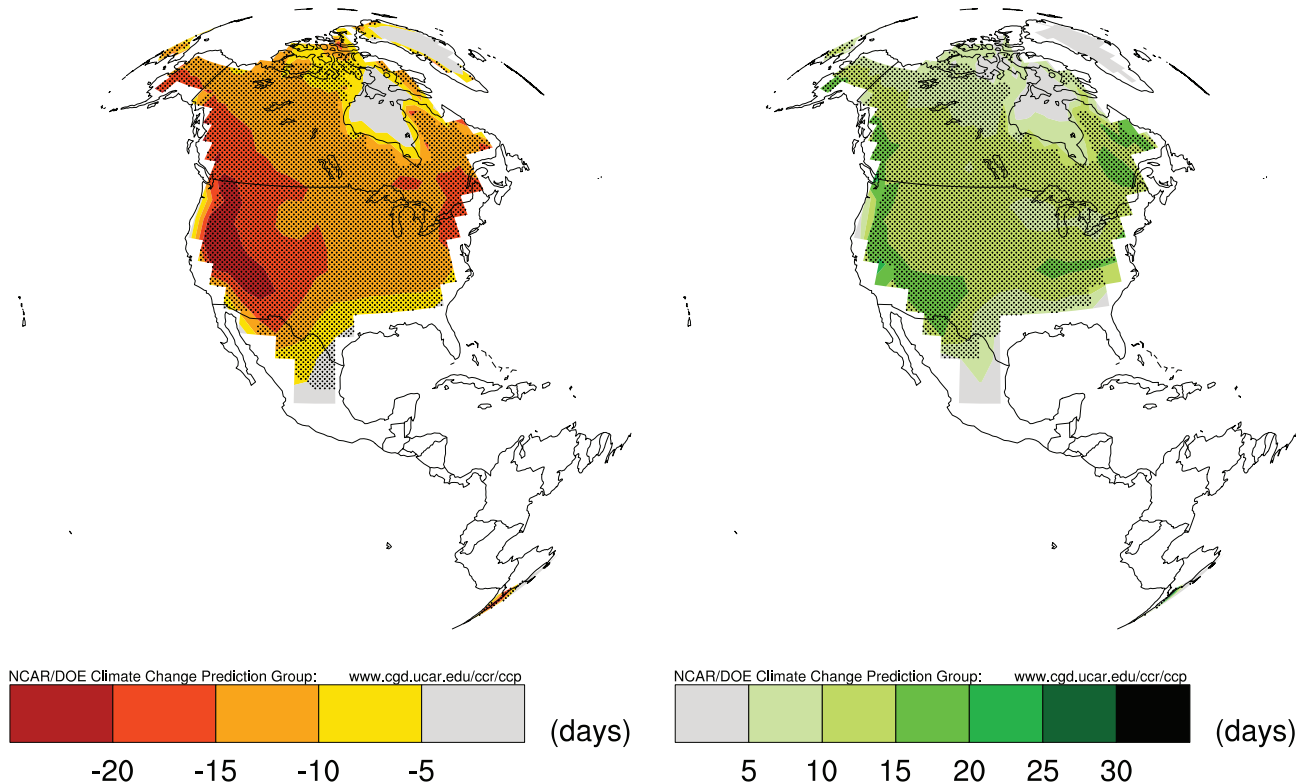 NCAR/DOE Climate Change Prediction Group: www.cgd.ucar.edu/ccr/ccp
(days)
-20 -15 -10 -5
NCAR/DOE Climate Change Prediction Group: www.cgd.ucar.edu/ccr/ccp
(days)
5 10 15 20 25 30